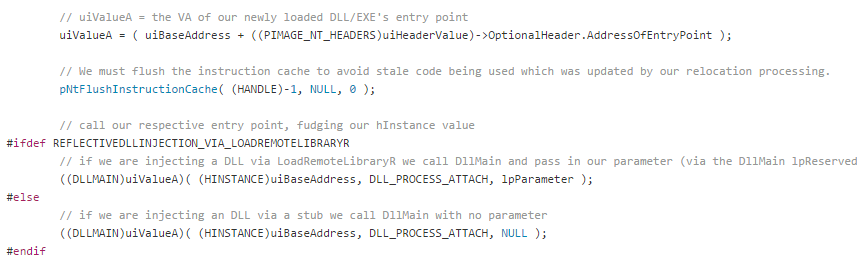 // uiValueA = the VA of our newly loaded DLL/EXE's entry point
uiValueA = ( uiBaseAddress + ((PIMAGE_NT_HEADERS)uiHeaderValue)->OptionalHeader.AddressOfEntryPoint );
// We must flush the instruction cache to avoid stale code being used which was updated by our relocation processing.
pNtFlushInstructionCache( (HANDLE)-1, NULL, 0 );
// call our respective entry point, fudging our hInstance value
#ifdef REFLECTIVEDLLINJECTION_VIA_LOADREMOTELIBRARYR
// if we are injecting a DLL via LoadRemoteLibraryR we call DllMain and pass in our parameter (via the DllMain lpReserved
((DLLMAIN)uiValueA)( (HINSTANCE)uiBaseAddress, DLL_PROCESS_ATTACH, lpParameter );
#else
// if we are injecting an DLL via a stub we call DllMain with no parameter
((DLLMAIN)uiValueA)( (HINSTANCE)uiBaseAddress, DLL_PROCESS_ATTACH, NULL );
#endif